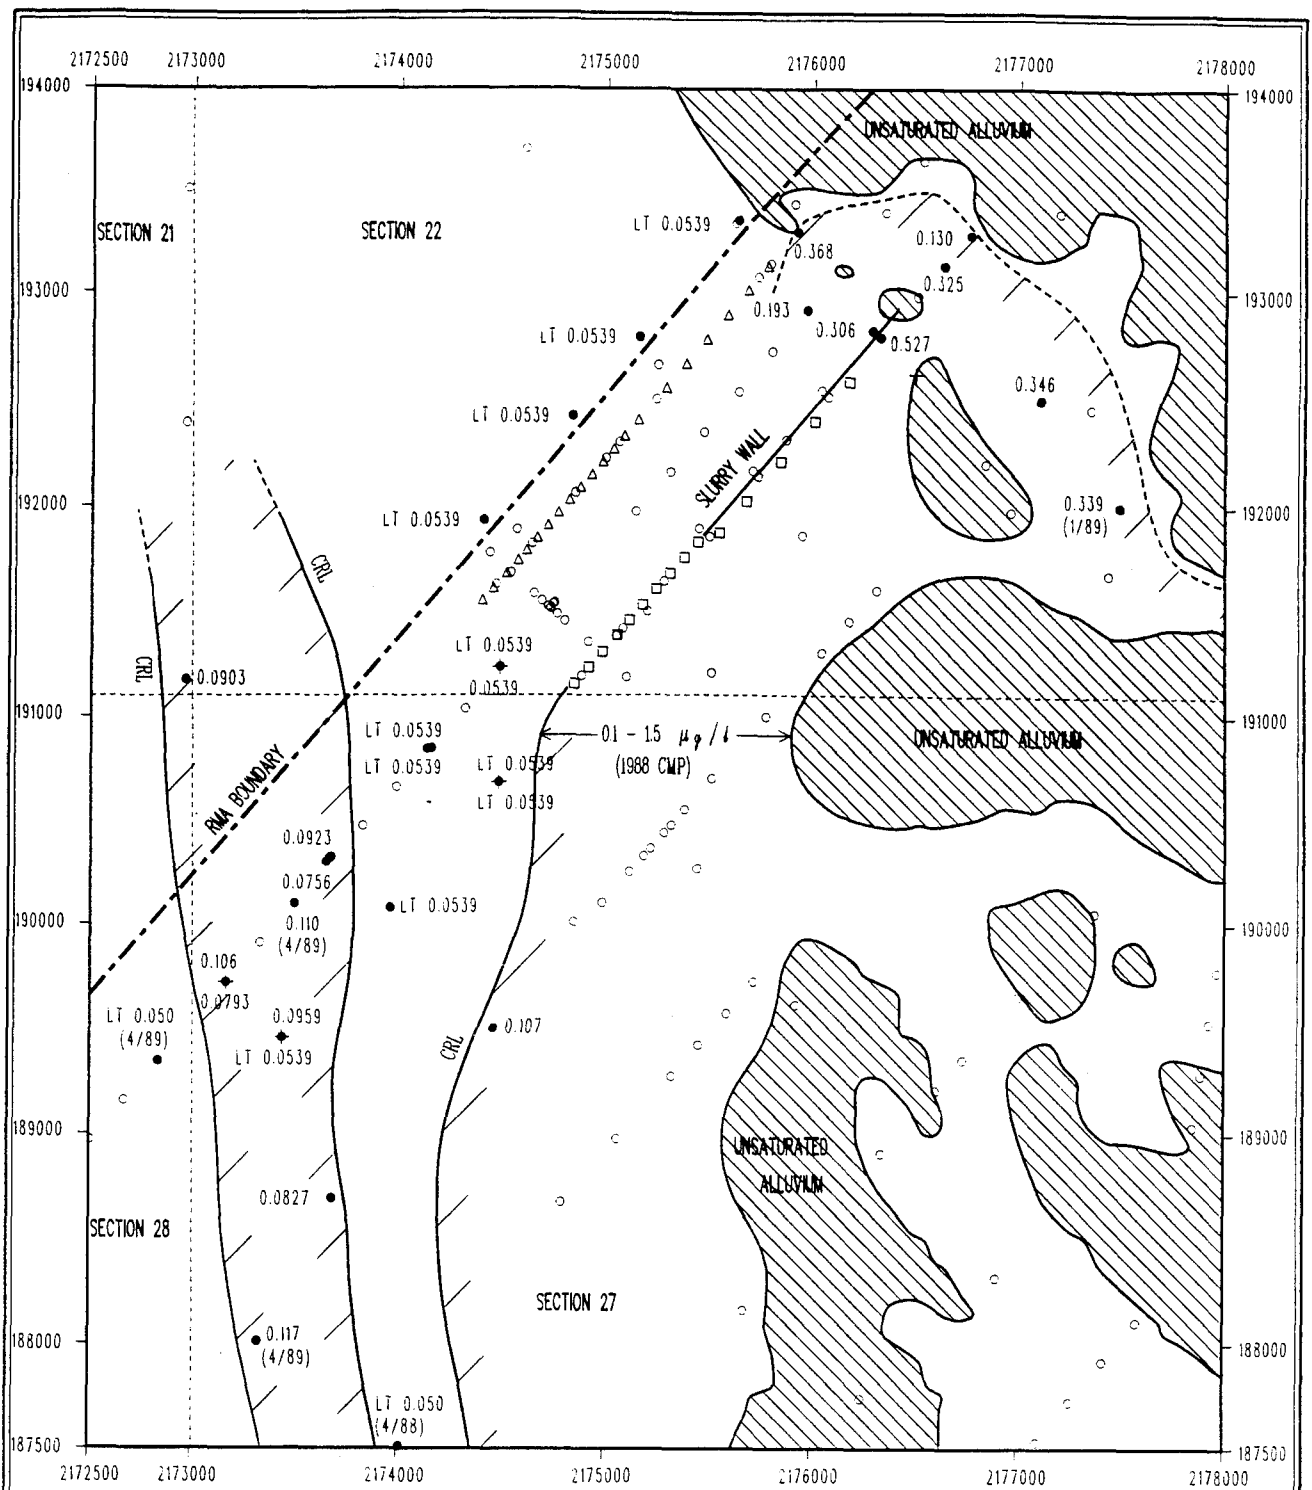 2172500 2173000 2174000 2175000 2176000 2177000 2178000
194000
194000
UNSATURATED ALLUVIUM
SECTION 21
SECTION 22
LT 0.0539
0.368
0.130
0.325
193000
193000
0.193
0.306
0.527
LT 0.0539
0.346
LT 0.0539
SLURRY WALL
192000
192000
LT 0.0539
0.339
(1/89)
CRL
LT 0.0539
0.0539
CRL
0.0903
191000
191000
LT 0.0539
LT 0.0539
0.1 - 1.5 µg/l
(1988 CMP)
UNSATURATED ALLUVIUM
LT 0.0539
LT 0.0539
RMA BOUNDARY
0.0923
0.0756
190000
190000
0.110
(4/89)
LT 0.0539
0.106
0.0793
LT 0.050
(4/89)
0.0959
LT 0.0539
0.107
CRL
189000
189000
UNSATURATED
ALLUVIUM
0.0827
SECTION 28
SECTION 27
188000
188000
0.117
(4/89)
LT 0.050
(4/88)
187500
187500
2172500 2173000 2174000 2175000 2176000 2177000 2178000